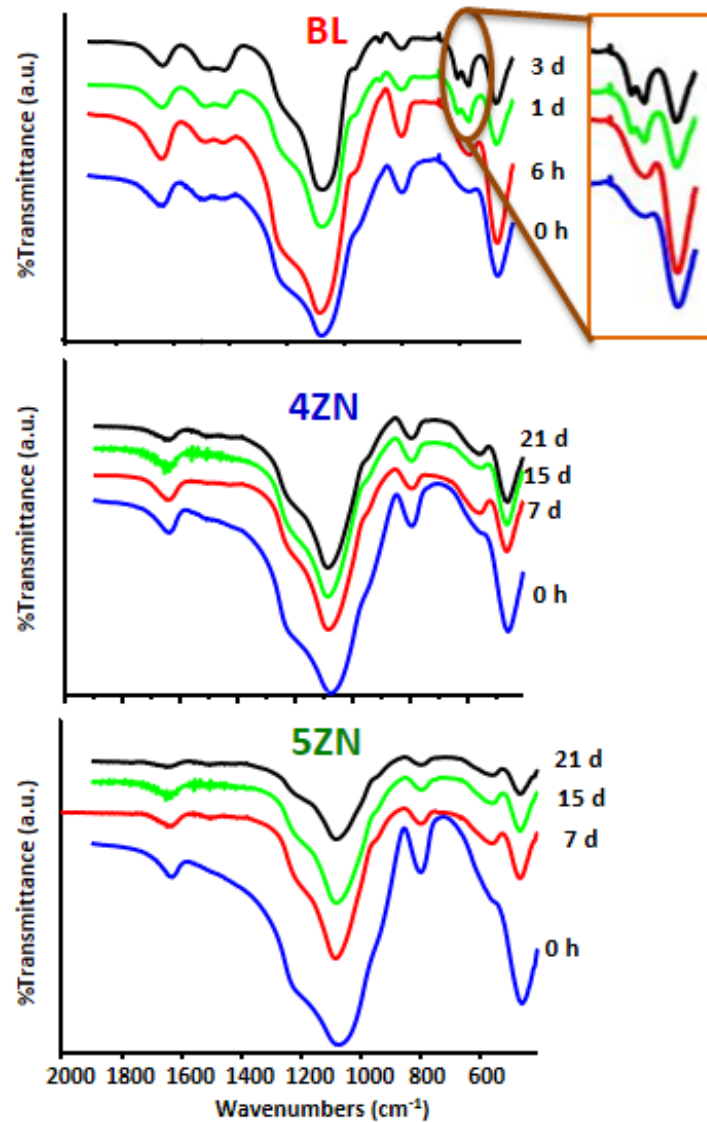 BL
3 d
1 d
6 h
0 h
%Transmittance (a.u.)
4ZN
21 d
15 d
7 d
0 h
%Transmittance (a.u.)
5ZN
21 d
15 d
7 d
0 h
%Transmittance (a.u.)
2000 1800 1600 1400 1200 1000 800 600
Wavenumbers (cm⁻¹)